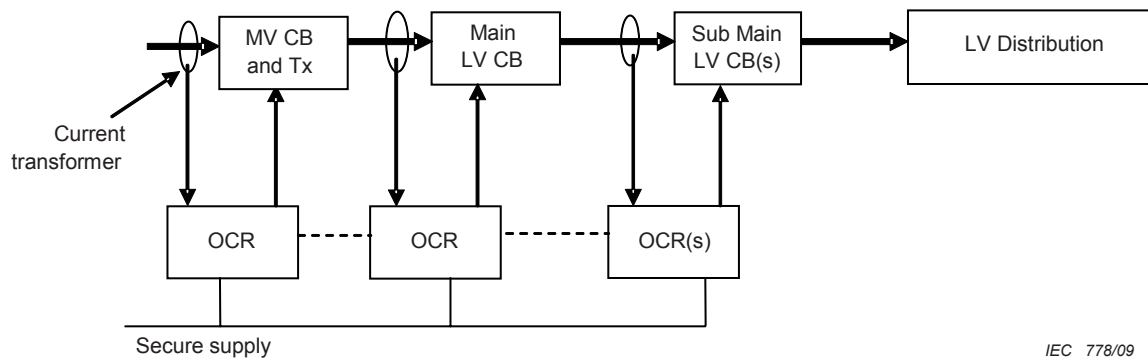 MV CB
and Tx
Main
LV CB
Sub Main
LV CB(s)
LV Distribution
Current
transformer
OCR
OCR
OCR(s)
Secure supply
IEC 778/09